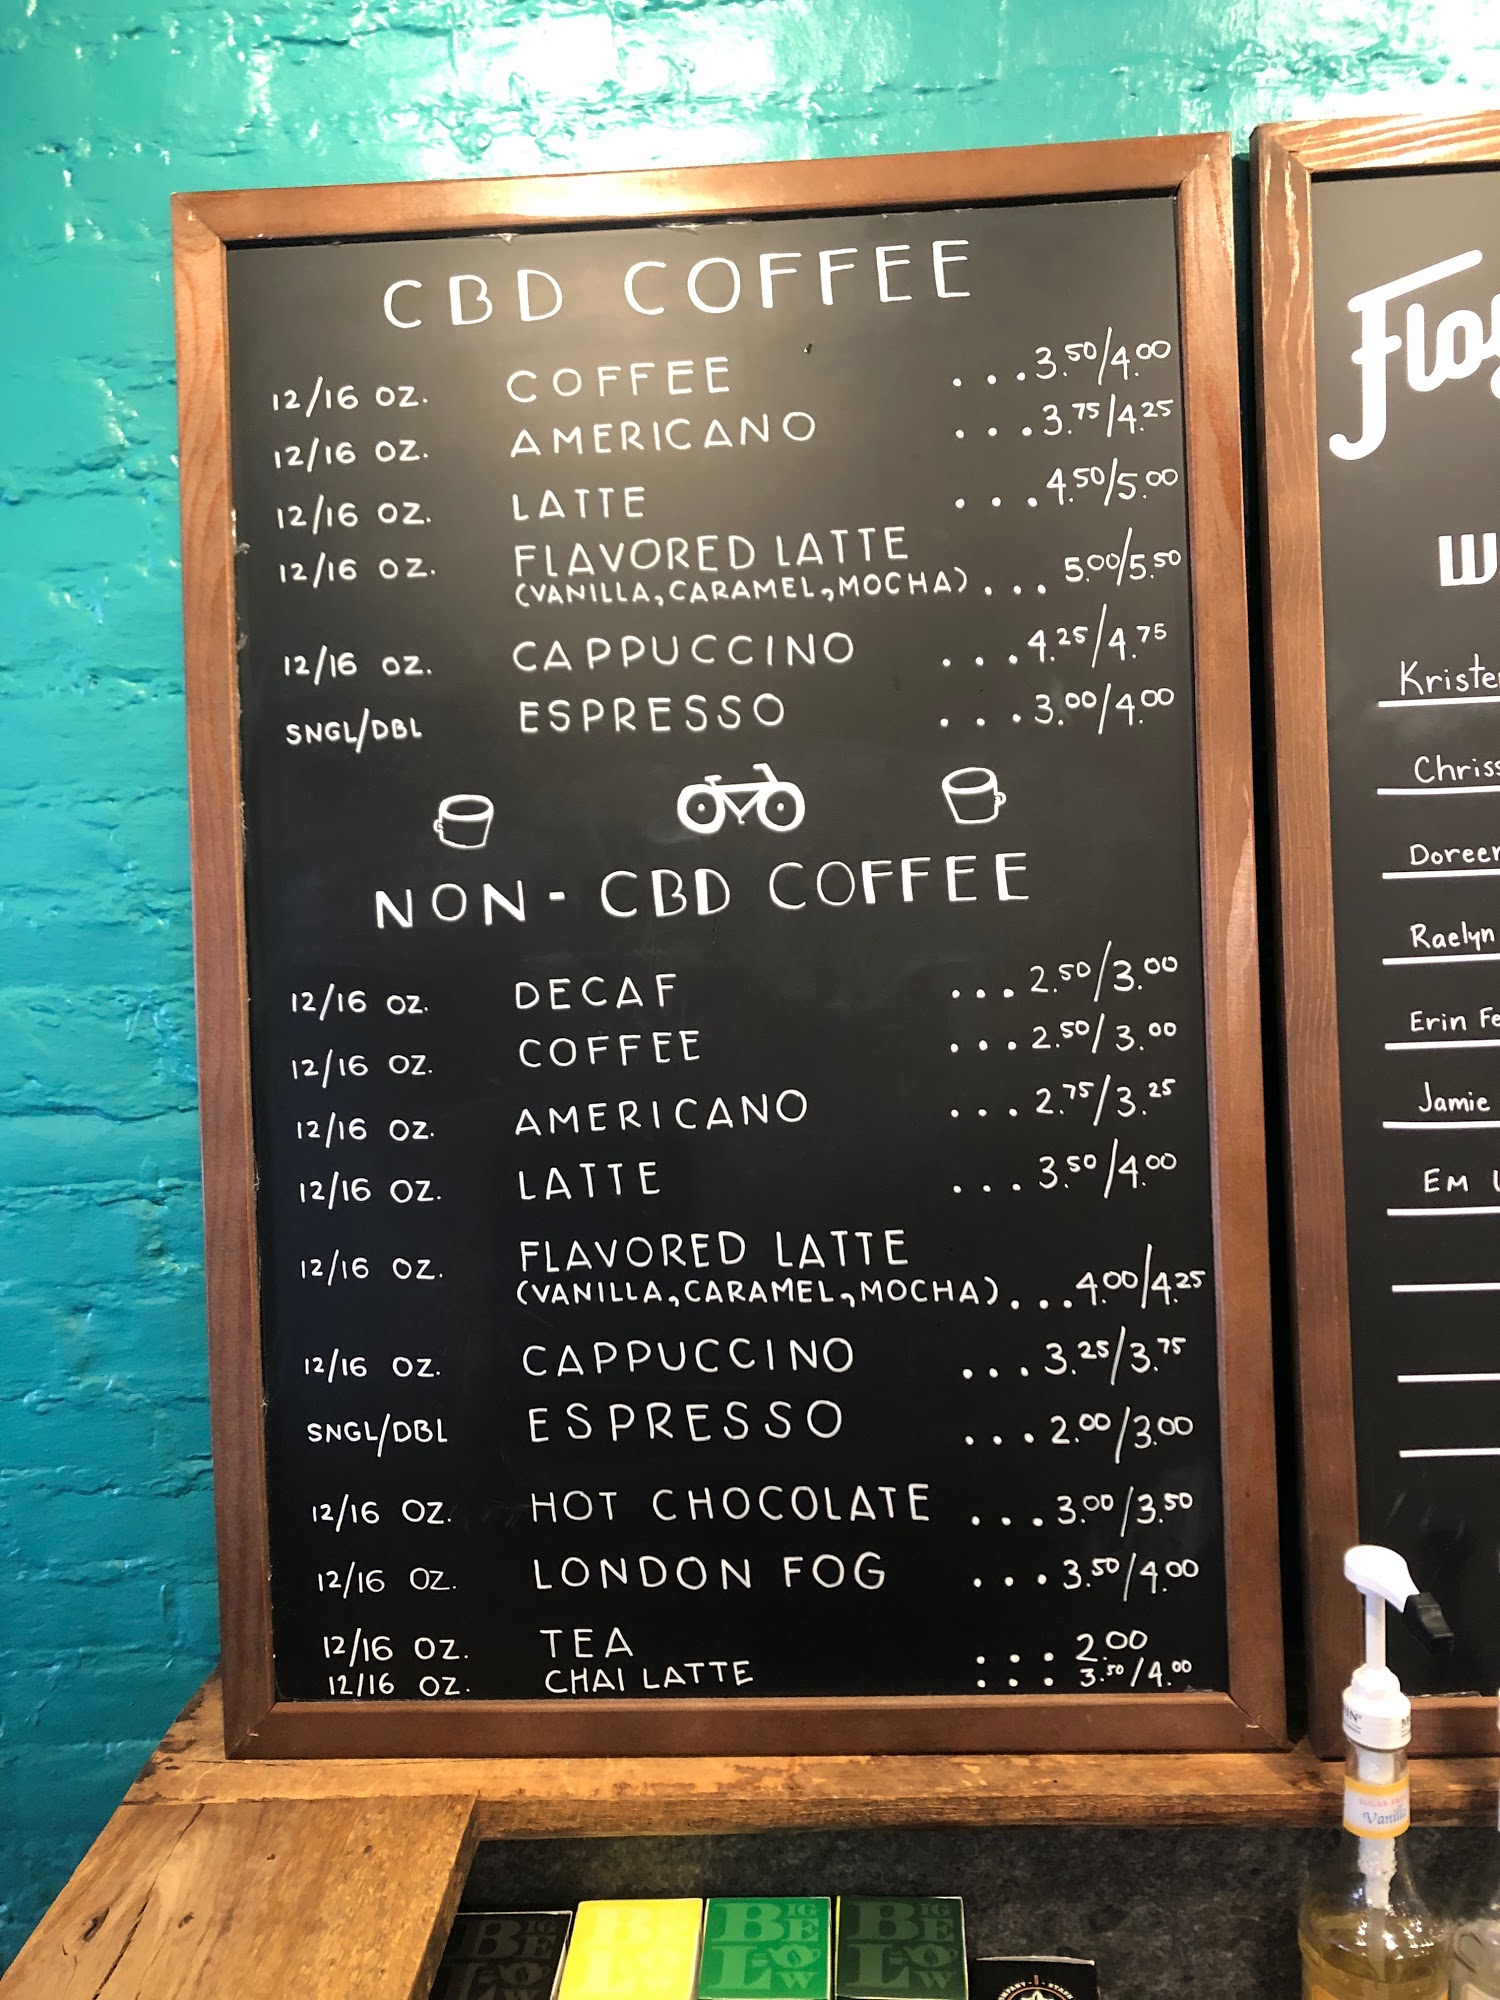 CBD COFFEE
12/16 OZ. COFFEE ...3.50/4.00
12/16 OZ. AMERICANO ...3.75/4.25
12/16 OZ. LATTE ...4.50/5.00
12/16 OZ. FLAVORED LATTE
(VANILLA, CARAMEL, MOCHA)... 5.00/5.50
12/16 OZ. CAPPUCCINO ...4.25/4.75
SNGL/DBL ESPRESSO ...3.00/4.00
NON-CBD COFFEE
12/16 OZ. DECAF ...2.50/3.00
12/16 OZ. COFFEE ...2.50/3.00
12/16 OZ. AMERICANO ...2.75/3.25
12/16 OZ. LATTE ...3.50/4.00
12/16 OZ. FLAVORED LATTE
(VANILLA, CARAMEL, MOCHA)...4.00/4.25
12/16 OZ. CAPPUCCINO ...3.25/3.75
SNGL/DBL ESPRESSO ...2.00/3.00
12/16 OZ. HOT CHOCOLATE ...3.00/3.50
12/16 OZ. LONDON FOG ...3.50/4.00
12/16 OZ. TEA ... 2.00
12/16 OZ. CHAI LATTE ... 3.50/4.00
Doreen
Raelyn
Erin
Jamie
EM
BIGELOW
BIGELOW
BIGELOW
BIGELOW